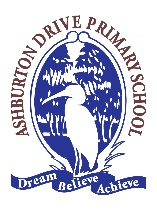 ASHBURTON DRIVE PRIMARY SCHOOL
Dream Believe Achieve